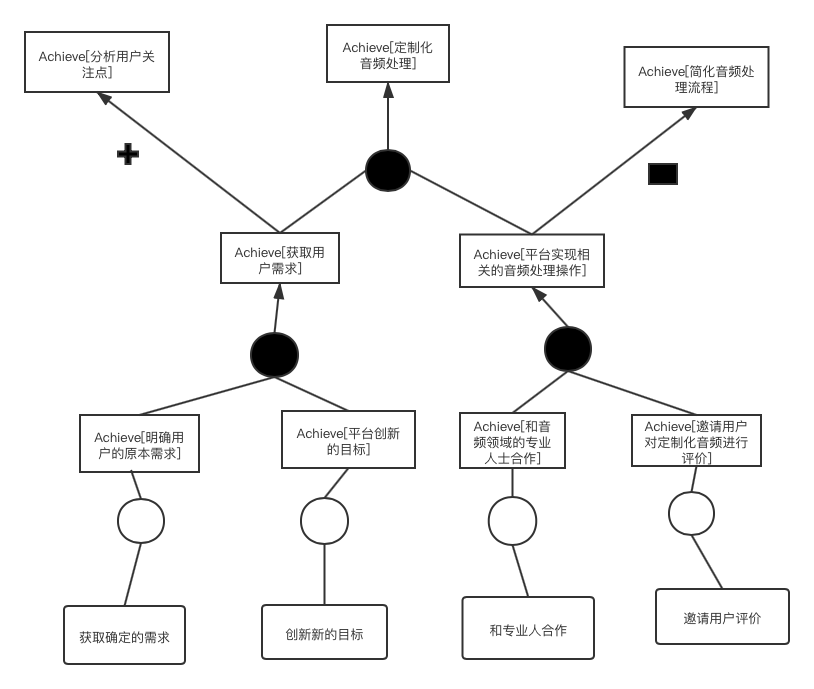 Achieve[分析用户关
注点]
Achieve[定制化
音频处理]
Achieve[简化音频处
理流程]
Achieve[获取用
户需求]
Achieve[平台实现相
关的音频处理操作]
Achieve[明确用
户的原本需求]
Achieve[平台创新
的目标]
Achieve[和音
频领域的专业
人士合作]
Achieve[邀请用户
对定制化音频进行
评价]
获取确定的需求
创新新的目标
和专业人合作
邀请用户评价